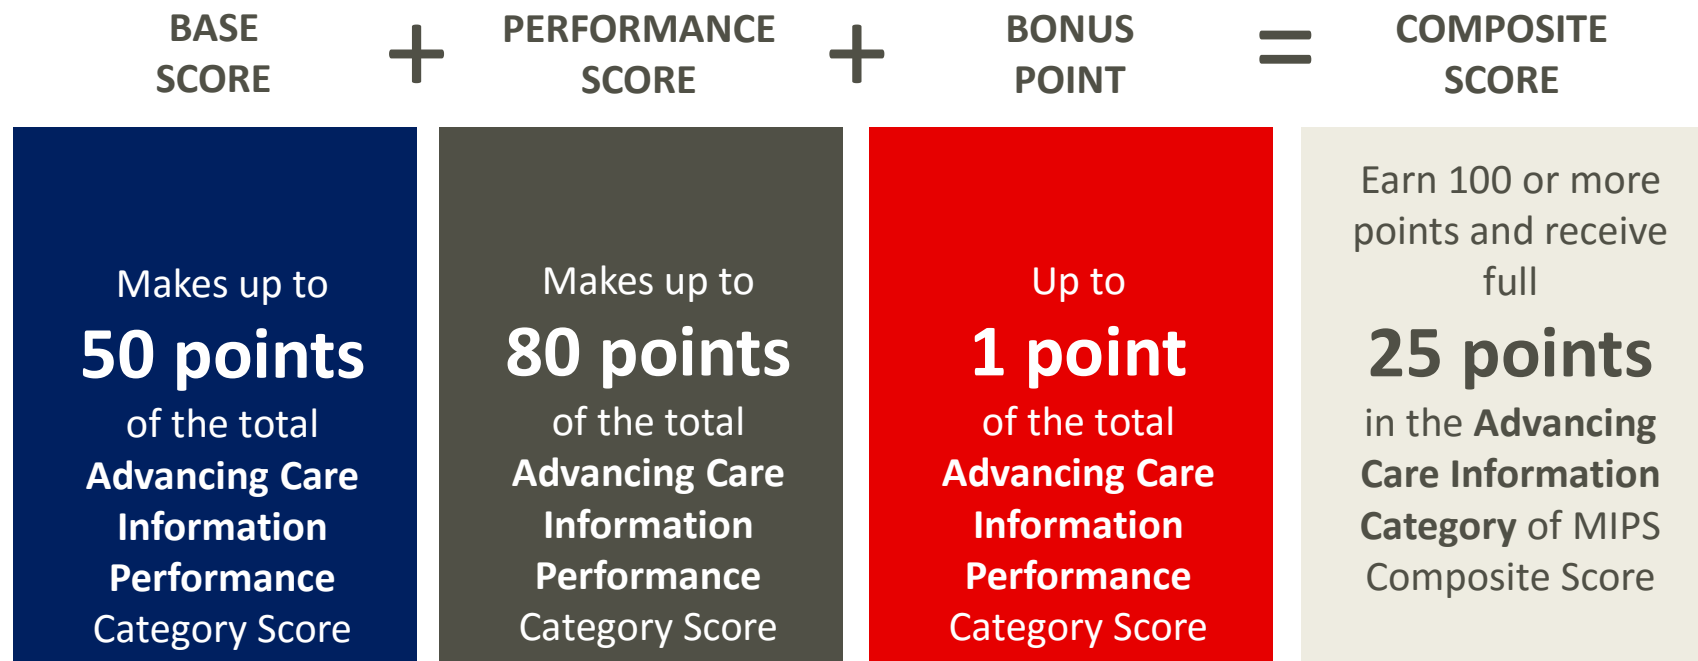 BASE
SCORE
+
PERFORMANCE
SCORE
+
BONUS
POINT
=
COMPOSITE
SCORE
Makes up to
50 points
of the total
Advancing Care
Information
Performance
Category Score
Makes up to
80 points
of the total
Advancing Care
Information
Performance
Category Score
Up to
1 point
of the total
Advancing Care
Information
Performance
Category Score
Earn 100 or more
points and receive
full
25 points
in the Advancing
Care Information
Category of MIPS
Composite Score